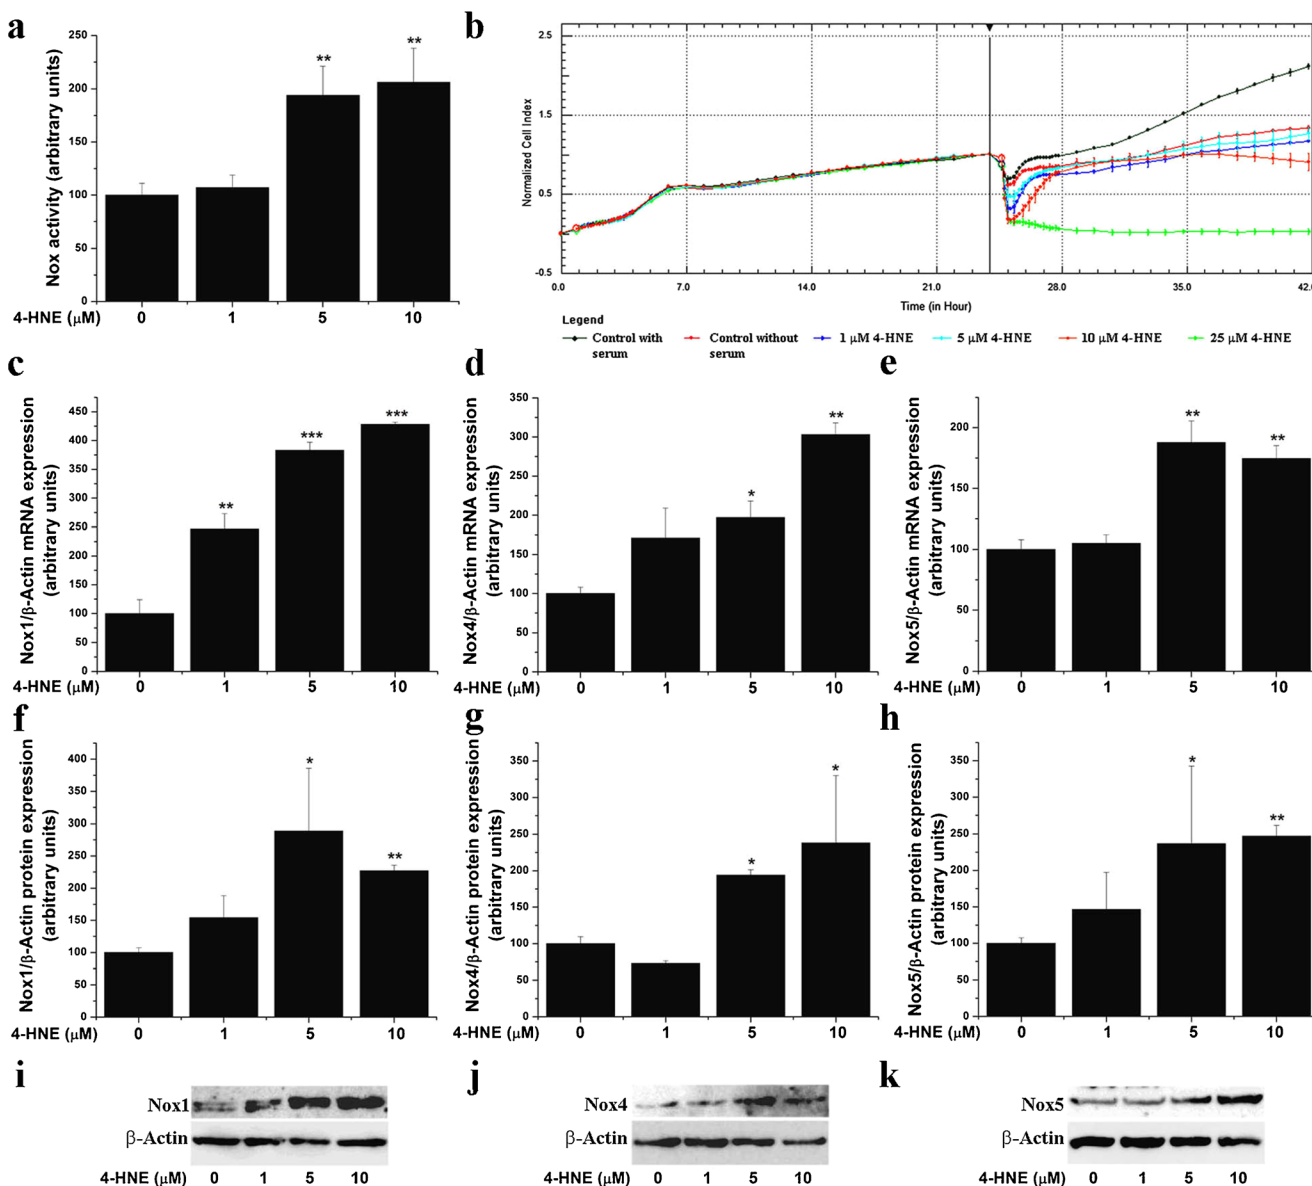 a
Nox activity (arbitrary units)
250
200
150
100
50
0
**
**
4-HNE (μM)
0 1 5 10
b
Normalized Cell Index
2.5
1.5
1.0
0.5
-0.5
0.0 7.0 14.0 21.0 28.0 35.0 42.0
Time (in Hour)
Legend
Control with serum
Control without serum
1 μM 4-HNE
5 μM 4-HNE
10 μM 4-HNE
25 μM 4-HNE
c
Nox1/β-Actin mRNA expression
(arbitrary units)
450
400
350
300
250
200
150
100
50
0
**
***
***
4-HNE (μM)
0 1 5 10
d
Nox4/β-Actin mRNA expression
(arbitrary units)
350
300
250
200
150
100
50
0
*
**
4-HNE (μM)
0 1 5 10
e
Nox5/β-Actin mRNA expression
(arbitrary units)
200
150
100
50
0
**
**
4-HNE (μM)
0 1 5 10
f
Nox1/β-Actin protein expression
(arbitrary units)
400
350
300
250
200
150
100
50
0
*
**
4-HNE (μM)
0 1 5 10
g
Nox4/β-Actin protein expression
(arbitrary units)
350
300
250
200
150
100
50
0
*
*
4-HNE (μM)
0 1 5 10
h
Nox5/β-Actin protein expression
(arbitrary units)
350
300
250
200
150
100
50
0
*
**
4-HNE (μM)
0 1 5 10
i
Nox1
β-Actin
4-HNE (μM) 0 1 5 10
j
Nox4
β-Actin
4-HNE (μM) 0 1 5 10
k
Nox5
β-Actin
4-HNE (μM) 0 1 5 10